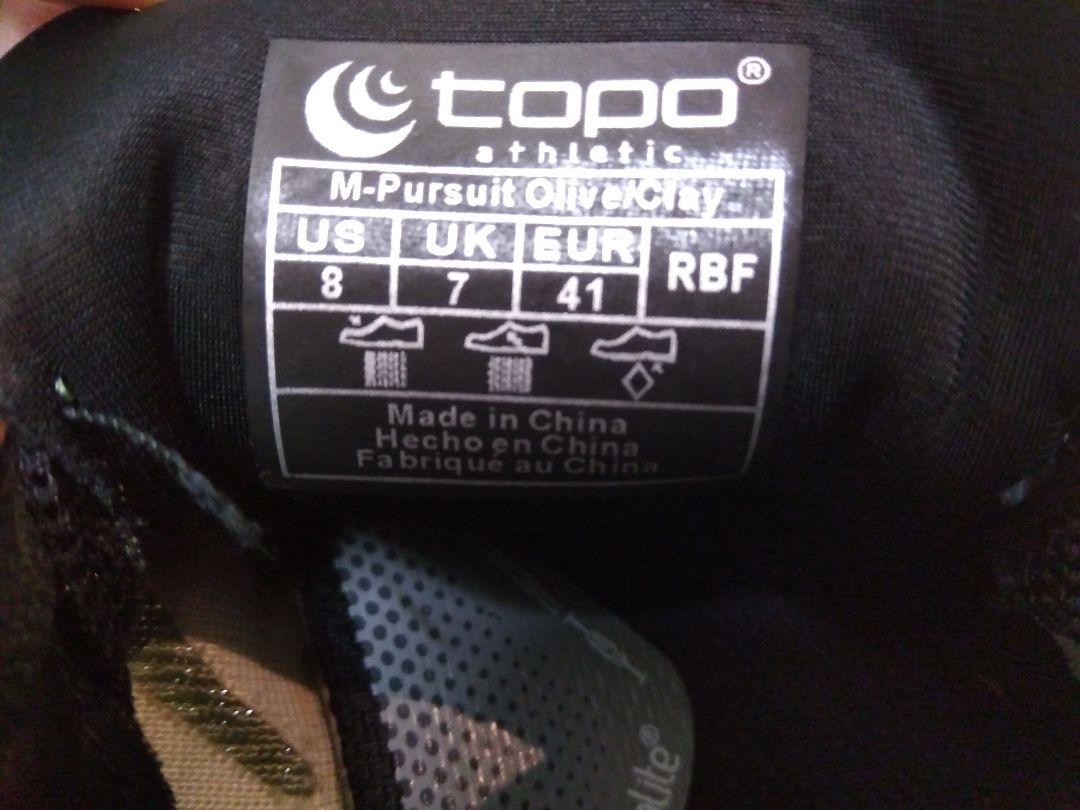 topo®
athletic
M-Pursuit Olive/Clay
US UK EUR RBF
8 7 41
Made in China
Hecho en China
Fabrique au China